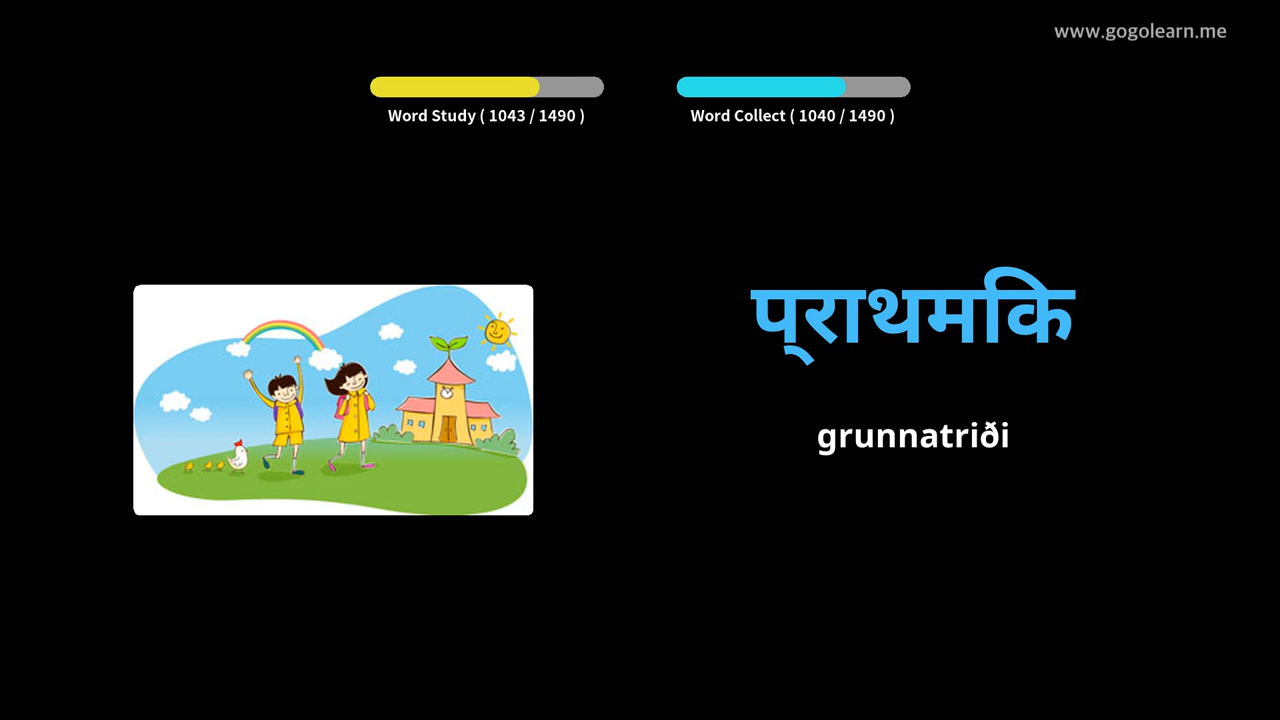 www.gogolearn.me
Word Study ( 1043 / 1490 )
Word Collect ( 1040 / 1490 )
प्राथमिक
grunnatriði